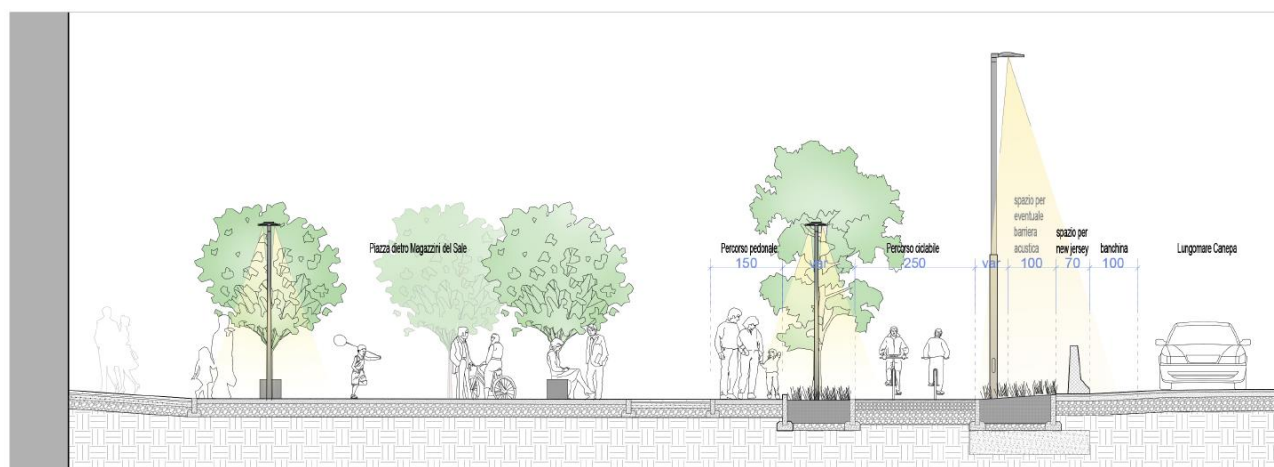 Piazza dietro Magazzini del Sale
Percorso pedonale
150
var
Percorso ciclabile
250
var
spazio per
eventuale
barriera
acustica
100
spazio per
new jersey
70
banchina
100
Lungomare Canepa